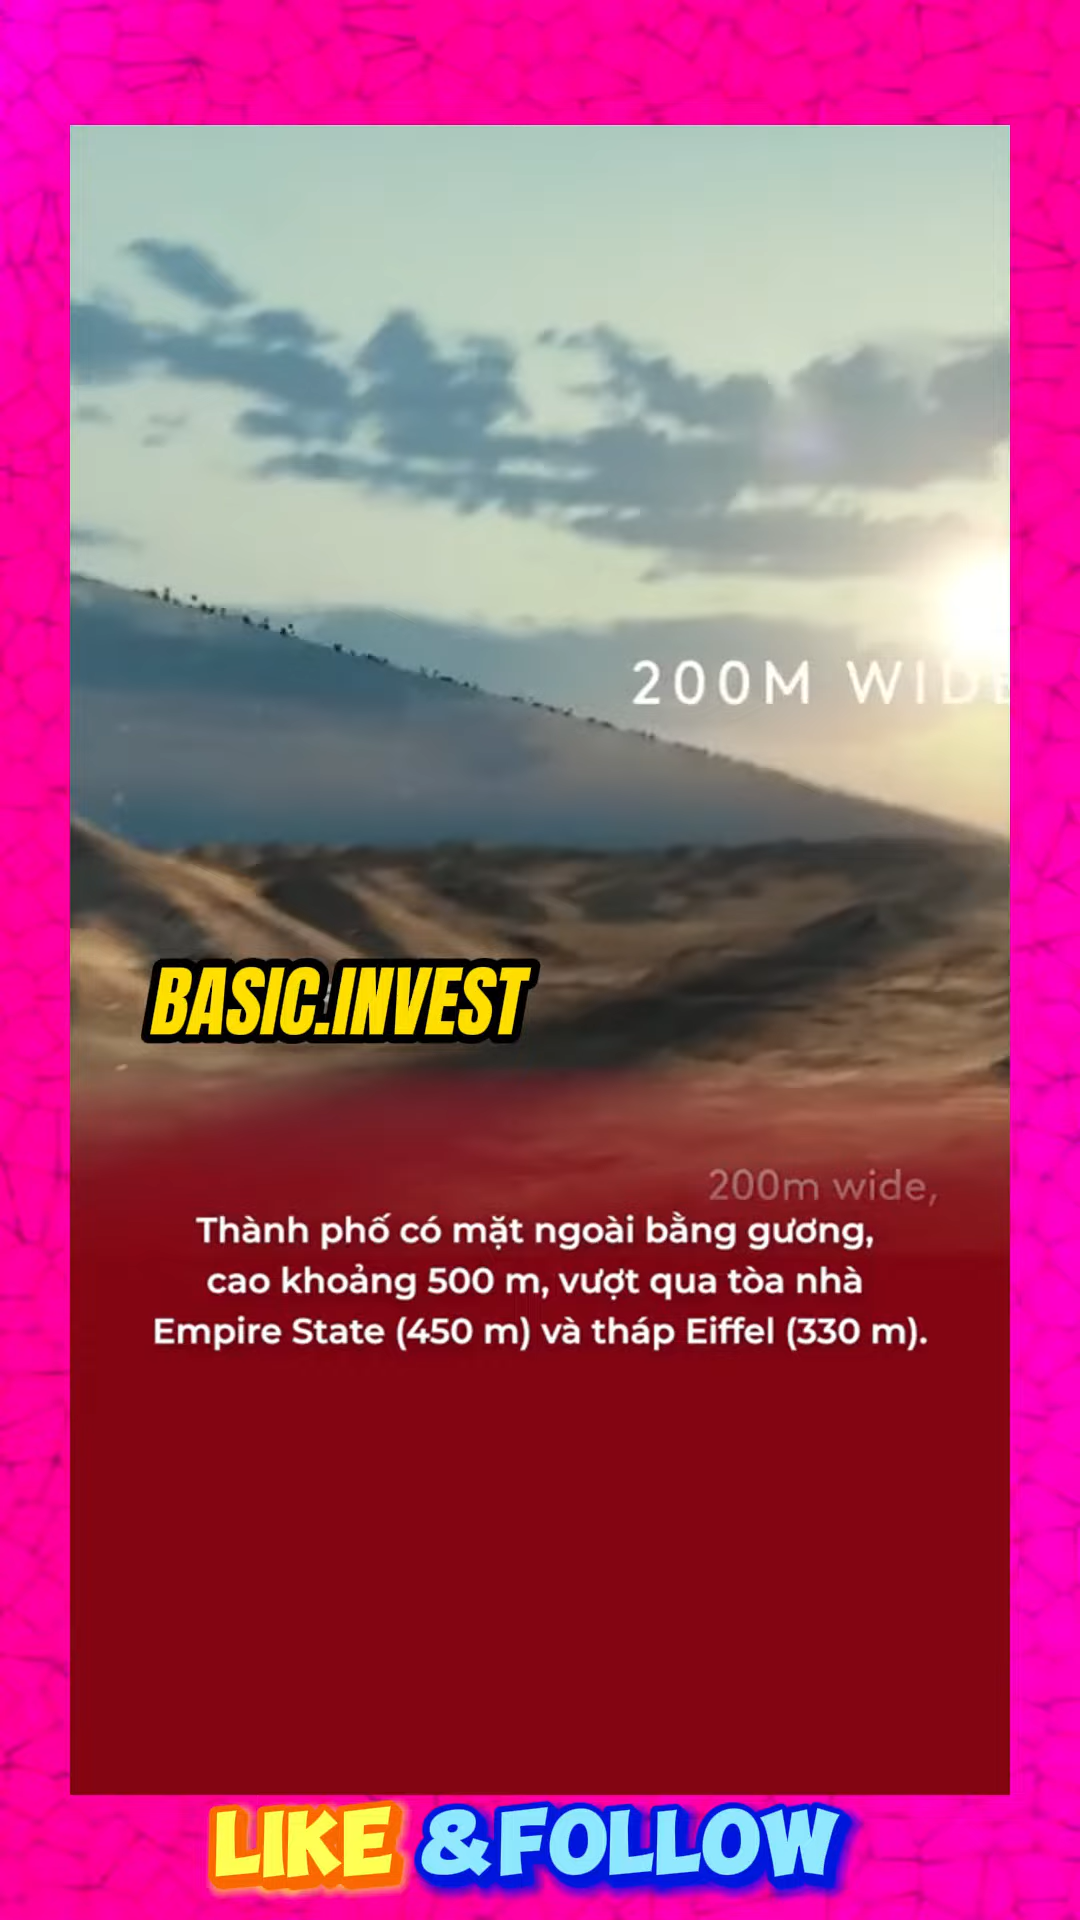 200M WIDE
BASIC.INVEST
200m wide,
Thành phố có mặt ngoài bằng gương,
cao khoảng 500 m, vượt qua tòa nhà
Empire State (450 m) và tháp Eiffel (330 m).
LIKE &FOLLOW